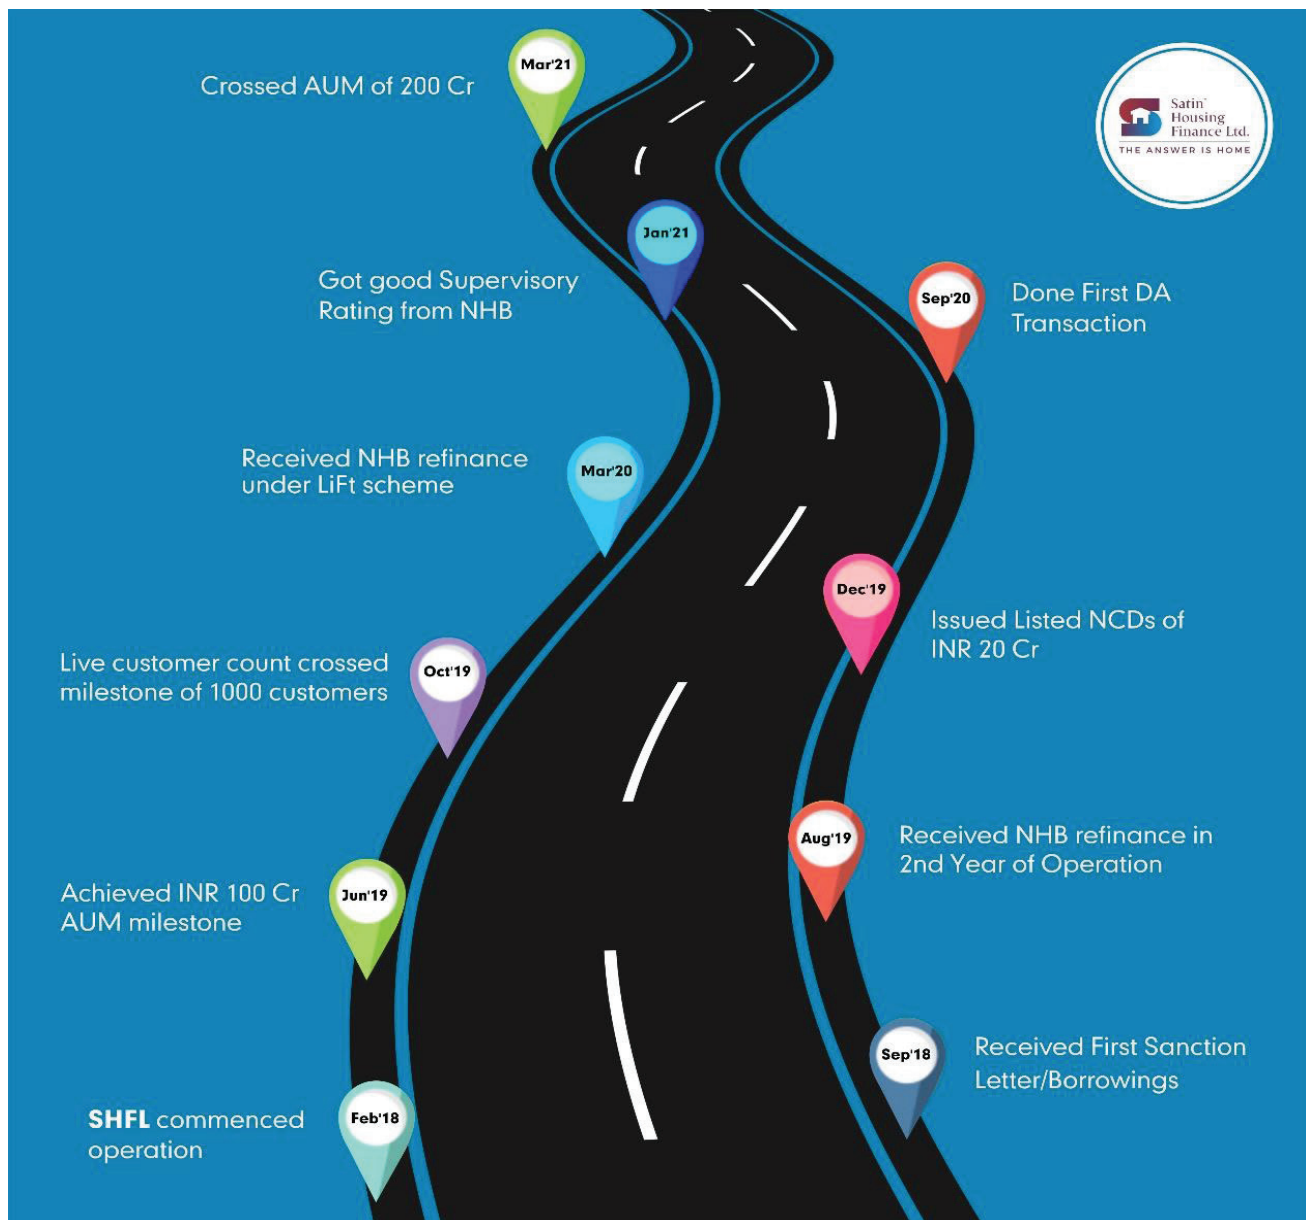 Mar'21
Crossed AUM of 200 Cr
Satin
Housing
Finance Ltd.
THE ANSWER IS HOME
Jan'21
Got good Supervisory
Rating from NHB
Sep'20
Done First DA
Transaction
Mar'20
Received NHB refinance
under LiFt scheme
Dec'19
Issued Listed NCDs of
INR 20 Cr
Oct'19
Live customer count crossed
milestone of 1000 customers
Aug'19
Received NHB refinance in
2nd Year of Operation
Jun'19
Achieved INR 100 Cr
AUM milestone
Sep'18
Received First Sanction
Letter/Borrowings
Feb'18
SHFL commenced
operation